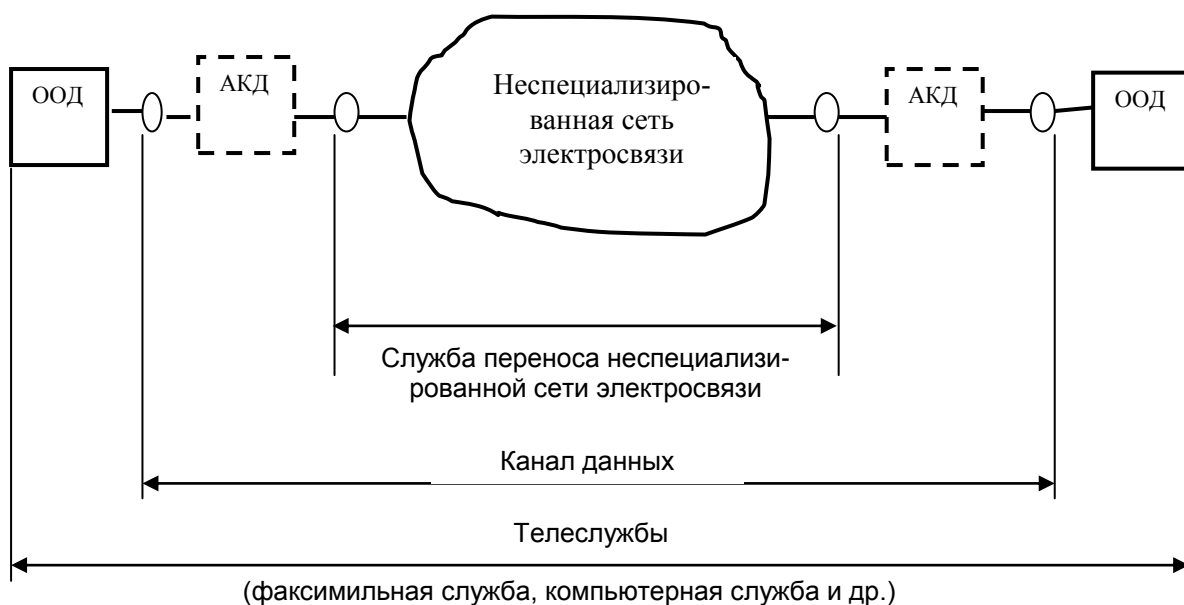 ООД
АКД
Неспециализиро-
ванная сеть
электросвязи
АКД
ООД
Служба переноса неспециализи-
рованной сети электросвязи
Канал данных
Телеслужбы
(факсимильная служба, компьютерная служба и др.)